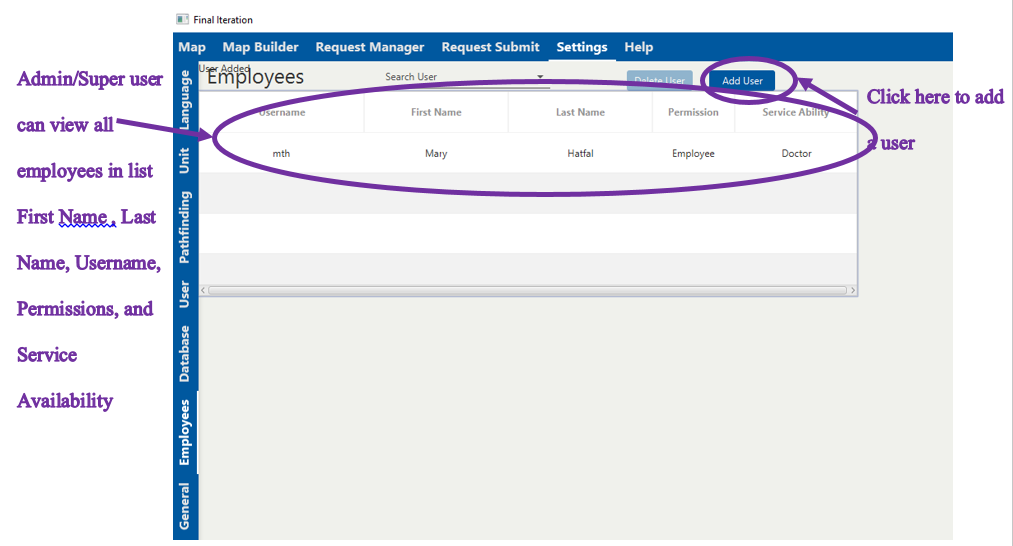 Final Iteration
Map Map Builder Request Manager Request Submit Settings Help
User Added
Employees Search User Delete User Add User
Username First Name Last Name Permission Service Ability
mth Mary Hatfal Employee Doctor
Language
Unit
Pathfinding
User
Database
Employees
General
Admin/Super user
can view all
employees in list
First Name , Last
Name, Username,
Permissions, and
Service
Availability
Click here to add
a user